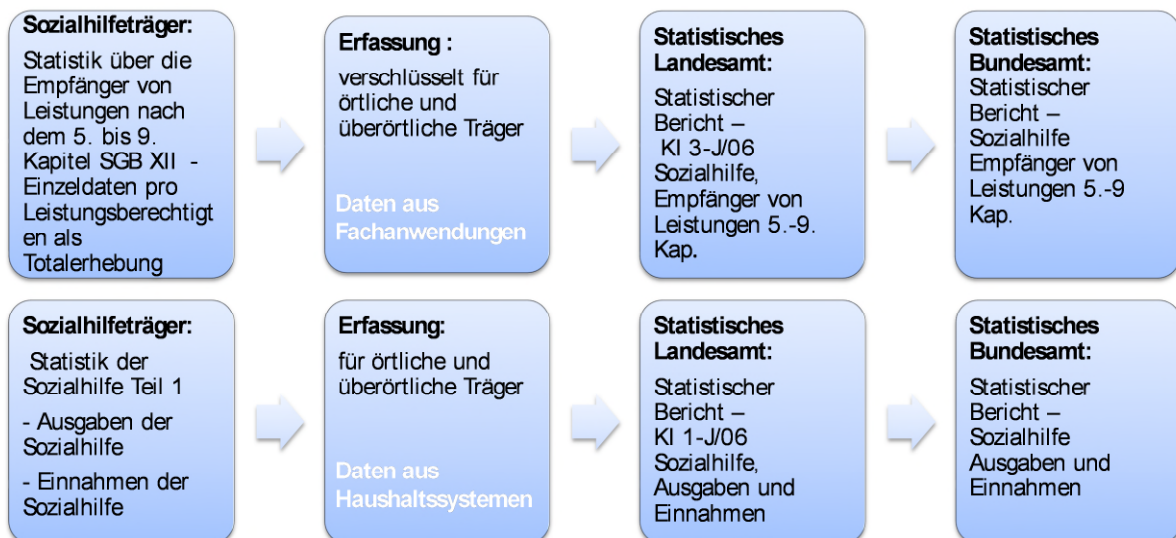 Sozialhilfeträger:
Statistik über die
Empfänger von
Leistungen nach
dem 5. bis 9.
Kapitel SGB XII -
Einzeldaten pro
Leistungsberechtigt
en als
Totalerhebung
Erfassung :
verschlüsselt für
örtliche und
überörtliche Träger
Daten aus
Fachanwendungen
Statistisches
Landesamt:
Statistischer
Bericht –
KI 3-J/06
Sozialhilfe,
Empfänger von
Leistungen 5.-9.
Kap.
Statistisches
Bundesamt:
Statistischer
Bericht –
Sozialhilfe
Empfänger von
Leistungen 5.-9
Kap.
Sozialhilfeträger:
Statistik der
Sozialhilfe Teil 1
- Ausgaben der
Sozialhilfe
- Einnahmen der
Sozialhilfe
Erfassung:
für örtliche und
überörtliche Träger
Daten aus
Haushaltssystemen
Statistisches
Landesamt:
Statistischer
Bericht –
KI 1-J/06
Sozialhilfe,
Ausgaben und
Einnahmen
Statistisches
Bundesamt:
Statistischer
Bericht –
Sozialhilfe
Ausgaben und
Einnahmen